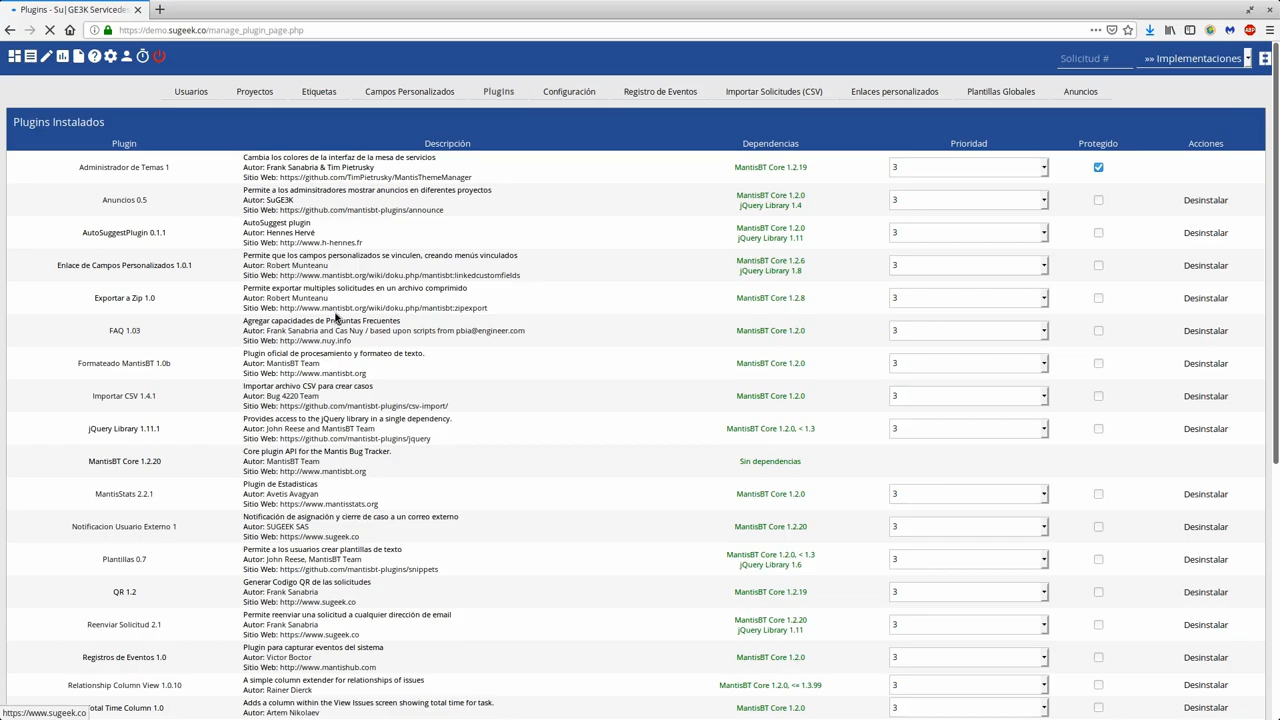 Plugins - Su|GE3K Servicedes
https://demo.sugeek.co/manage_plugin_page.php
Solicitud #
»» Implementaciones
Usuarios Proyectos Etiquetas Campos Personalizados PlugIns Configuración Registro de Eventos Importar Solicitudes (CSV) Enlaces personalizados Plantillas Globales Anuncios
Plugins Instalados
Plugin Descripción Dependencias Prioridad Protegido Acciones
Cambia los colores de la interfaz de la mesa de servicios
Administrador de Temas 1 Autor: Frank Sanabria & Tim Pietrusky MantisBT Core 1.2.19 3
Sitio Web: https://github.com/TimPietrusky/MantisThemeManager
Permite a los adminsitradores mostrar anuncios en diferentes proyectos
MantisBT Core 1.2.0
Anuncios 0.5 Autor: SuGE3K 3 Desinstalar
jQuery Library 1.4
Sitio Web: https://github.com/mantisbt-plugins/announce
AutoSuggest plugin
MantisBT Core 1.2.0
AutoSuggestPlugin 0.1.1 Autor: Hennes Hervé 3 Desinstalar
jQuery Library 1.11
Sitio Web: http://www.h-hennes.fr
Permite que los campos personalizados se vinculen, creando menús vinculados
MantisBT Core 1.2.6
Enlace de Campos Personalizados 1.0.1 Autor: Robert Munteanu 3 Desinstalar
jQuery Library 1.8
Sitio Web: http://www.mantisbt.org/wiki/doku.php/mantisbt:linkedcustomfields
Permite exportar multiples solicitudes en un archivo comprimido
Exportar a Zip 1.0 Autor: Robert Munteanu MantisBT Core 1.2.8 3 Desinstalar
Sitio Web: http://www.mantisbt.org/wiki/doku.php/mantisbt:zipexport
Agregar capacidades de Preguntas Frecuentes
FAQ 1.03 Autor: Frank Sanabria and Cas Nuy / based upon scripts from pbia@engineer.com MantisBT Core 1.2.0 3 Desinstalar
Sitio Web: http://www.nuy.info
Plugin oficial de procesamiento y formateo de texto.
Formateado MantisBT 1.0b Autor: MantisBT Team MantisBT Core 1.2.0 3 Desinstalar
Sitio Web: http://www.mantisbt.org
Importar archivo CSV para crear casos
Importar CSV 1.4.1 Autor: Bug 4220 Team MantisBT Core 1.2.0 3 Desinstalar
Sitio Web: https://github.com/mantisbt-plugins/csv-import/
Provides access to the jQuery library in a single dependency.
jQuery Library 1.11.1 Autor: John Reese and MantisBT Team MantisBT Core 1.2.0, < 1.3 3 Desinstalar
Sitio Web: https://github.com/mantisbt-plugins/jquery
Core plugin API for the Mantis Bug Tracker.
MantisBT Core 1.2.20 Autor: MantisBT Team Sin dependencias
Sitio Web: http://www.mantisbt.org
Plugin de Estadisticas
MantisStats 2.2.1 Autor: Avetis Avagyan MantisBT Core 1.2.0 3 Desinstalar
Sitio Web: https://www.mantisstats.org
Notificación de asignación y cierre de caso a un correo externo
Notificacion Usuario Externo 1 Autor: SUGEEK SAS MantisBT Core 1.2.20 3 Desinstalar
Sitio Web: https://www.sugeek.co
Permite a los usuarios crear plantillas de texto
MantisBT Core 1.2.0, < 1.3
Plantillas 0.7 Autor: John Reese, MantisBT Team 3 Desinstalar
jQuery Library 1.6
Sitio Web: https://github.com/mantisbt-plugins/snippets
Generar Codigo QR de las solicitudes
QR 1.2 Autor: Frank Sanabria MantisBT Core 1.2.19 3 Desinstalar
Sitio Web: http://www.sugeek.co
Permite reenviar una solicitud a cualquier dirección de email
MantisBT Core 1.2.20
Reenviar Solicitud 2.1 Autor: Frank Sanabria 3 Desinstalar
jQuery Library 1.11
Sitio Web: https://www.sugeek.co
Plugin para capturar eventos del sistema
Registros de Eventos 1.0 Autor: Victor Boctor MantisBT Core 1.2.0 3 Desinstalar
Sitio Web: http://www.mantishub.com
A simple column extender for relationships of issues
Relationship Column View 1.0.10 MantisBT Core 1.2.0, <= 1.3.99 3 Desinstalar
Autor: Rainer Dierck
Adds a column within the View Issues screen showing total time for task.
otal Time Column 1.0 MantisBT Core 1.2.0 3 Desinstalar
Autor: Artem Nikolaev
https://www.sugeek.co